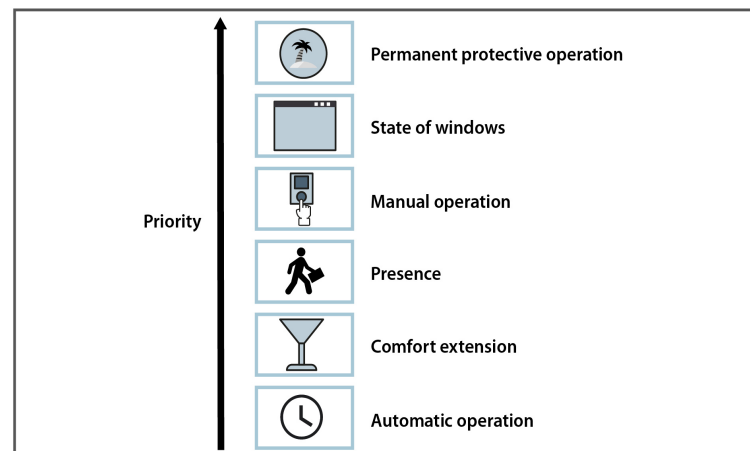 Permanent protective operation
State of windows
Manual operation
Priority
Presence
Comfort extension
Automatic operation